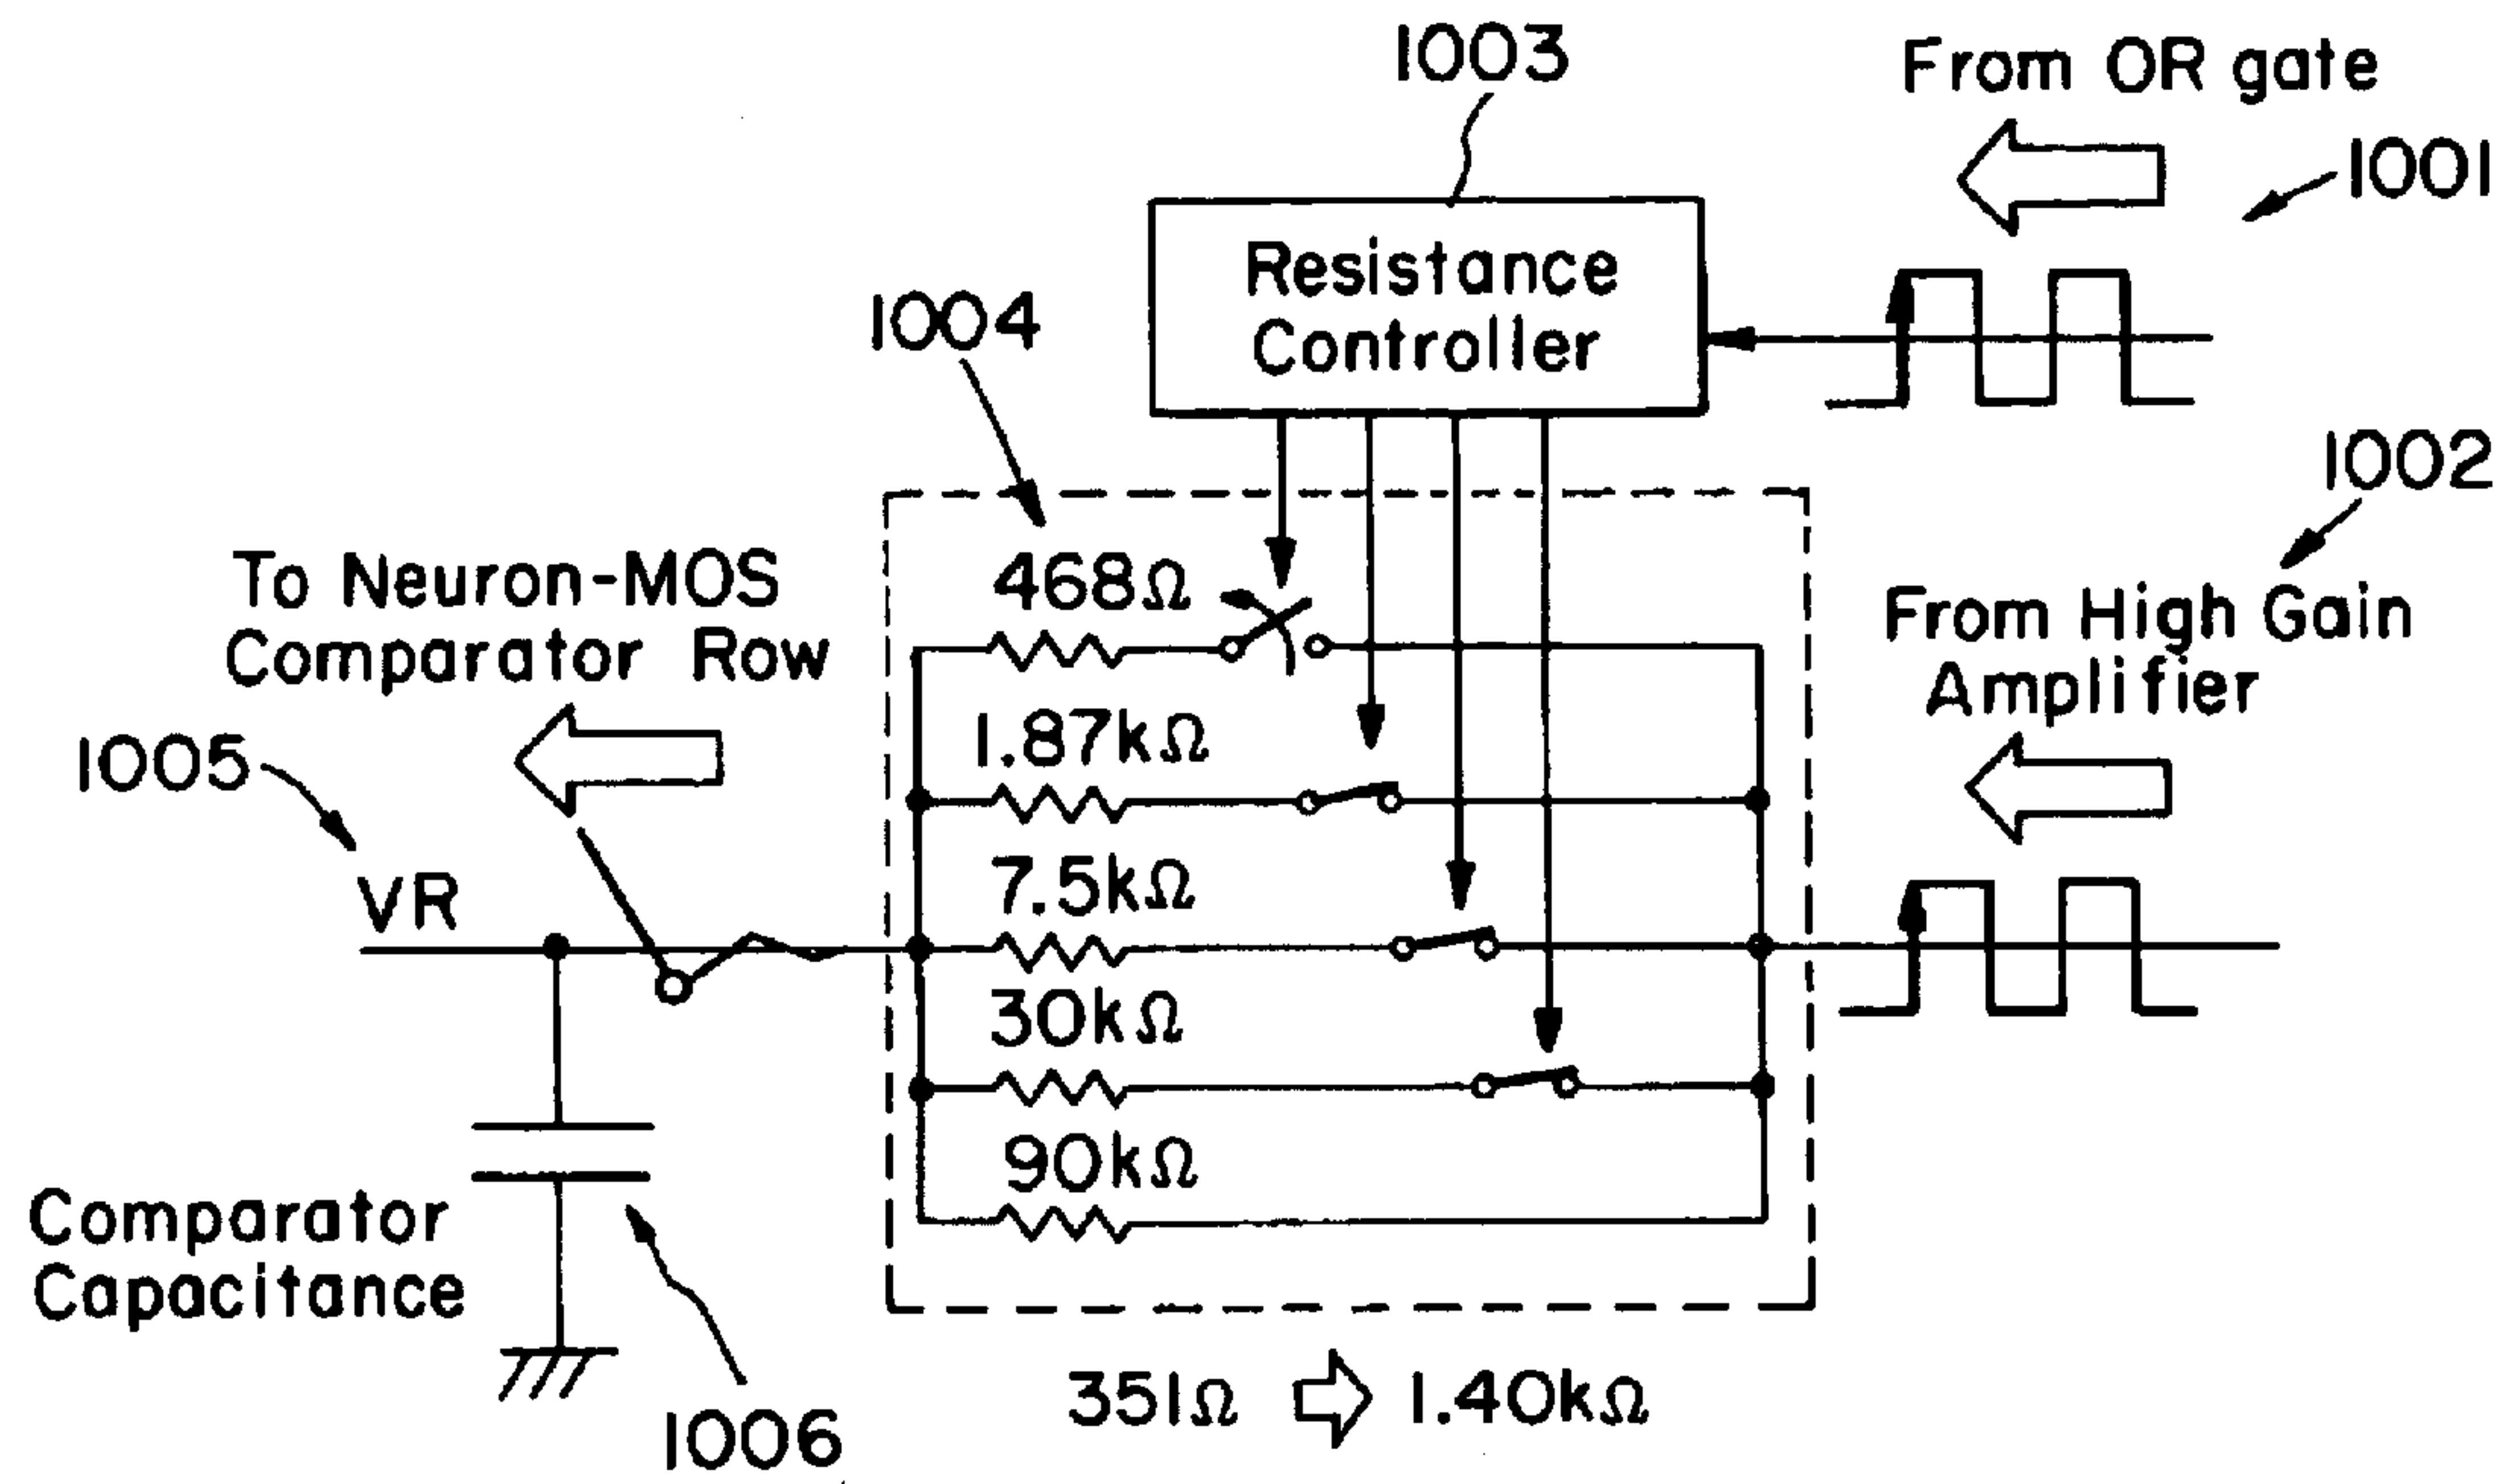 1003
From OR gate
1001
Resistance
Controller
1004
1002
To Neuron-MOS
Comparator Row
468Ω
From High Gain
Amplifier
1005
1.87kΩ
VR
7.5kΩ
30kΩ
90kΩ
Comparator
Capacitance
351Ω ⇨ 1.40kΩ
1006